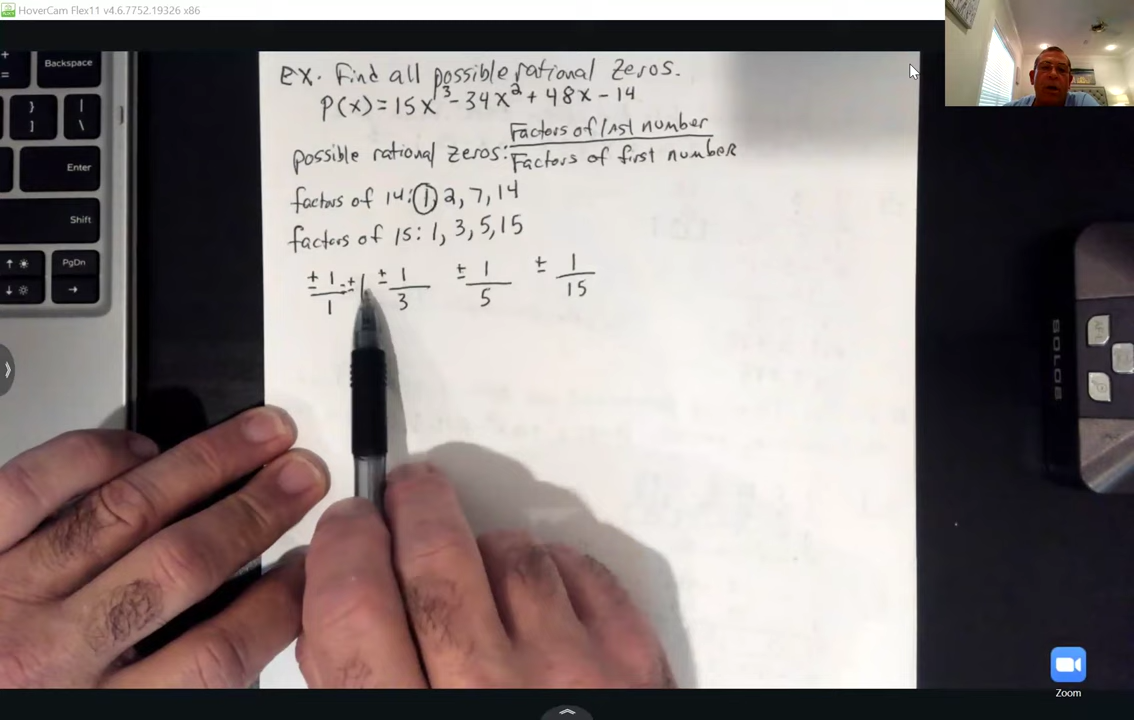 HoverCam Flex11 v4.6.7752.19326 x86
Backspace
Enter
Shift
PgDn
ex. Find all possible rational zeros.
P(x) = 15x³ - 34x² + 48x - 14
possible rational zeros: Factors of last number / Factors of first number
factors of 14: 1, 2, 7, 14
factors of 15: 1, 3, 5, 15
± 1/1 = ± 1 ± 1/3 ± 1/5 ± 1/15
SOLOS
Zoom